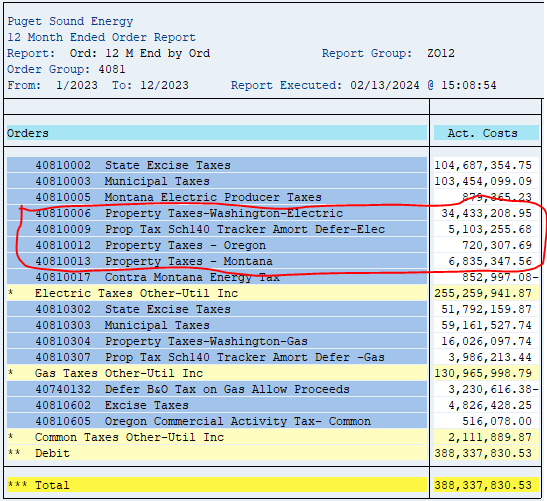 Puget Sound Energy
12 Month Ended Order Report
Report: Ord: 12 M End by Ord Report Group: ZO12
Order Group: 4081
From: 1/2023 To: 12/2023 Report Executed: 02/13/2024 @ 15:08:54
Orders Act. Costs
40810002 State Excise Taxes 104,687,354.75
40810003 Municipal Taxes 103,454,099.09
40810005 Montana Electric Producer Taxes 879,365.23
40810006 Property Taxes-Washington-Electric 34,433,208.95
40810009 Prop Tax Sch140 Tracker Amort Defer-Elec 5,103,255.68
40810012 Property Taxes - Oregon 720,307.69
40810013 Property Taxes - Montana 6,835,347.56
40810017 Contra Montana Energy Tax 852,997.08-
* Electric Taxes Other-Util Inc 255,259,941.87
40810302 State Excise Taxes 51,792,159.87
40810303 Municipal Taxes 59,161,527.74
40810304 Property Taxes-Washington-Gas 16,026,097.74
40810307 Prop Tax Sch140 Tracker Amort Defer -Gas 3,986,213.44
* Gas Taxes Other-Util Inc 130,965,998.79
40740132 Defer B&O Tax on Gas Allow Proceeds 3,230,616.38-
40810602 Excise Taxes 4,826,428.25
40810605 Oregon Commercial Activity Tax- Common 516,078.00
* Common Taxes Other-Util Inc 2,111,889.87
** Debit 388,337,830.53
*** Total 388,337,830.53